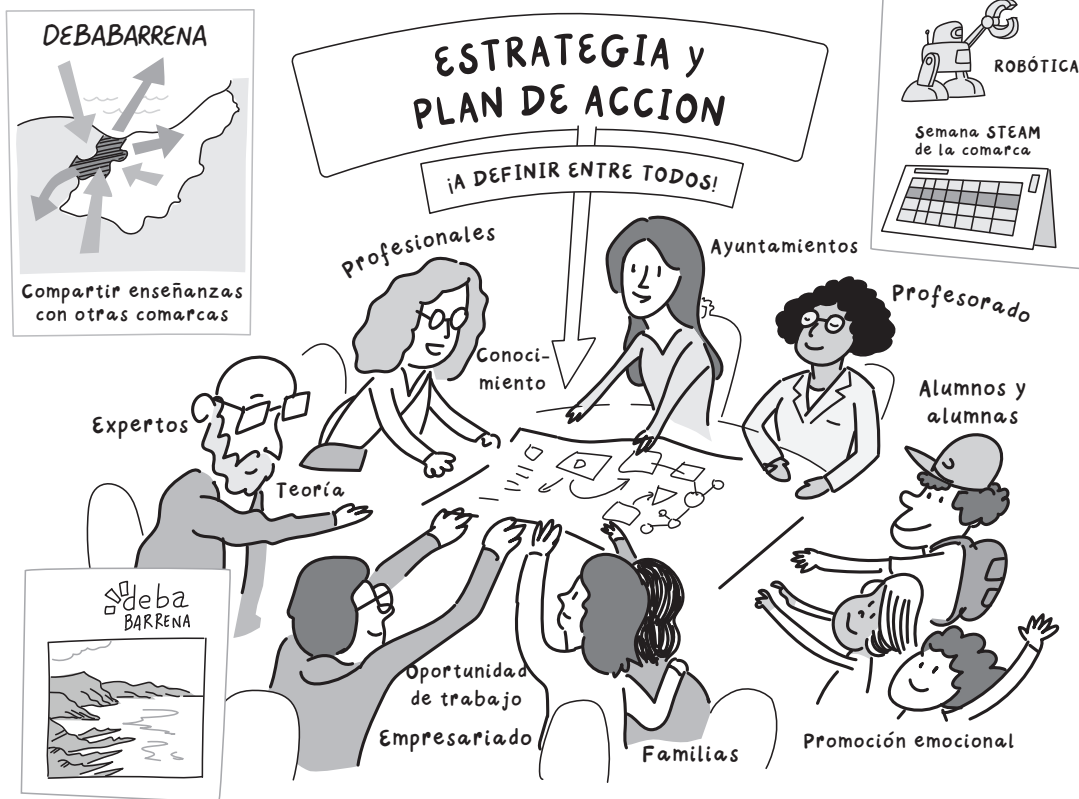 DEBABARRENA
Compartir enseñanzas
con otras comarcas
ESTRATEGIA y
PLAN DE ACCION
¡A DEFINIR ENTRE TODOS!
ROBÓTICA
Semana STEAM
de la comarca
Profesionales
Ayuntamientos
Profesorado
Conoci-
miento
Alumnos y
alumnas
Expertos
Teoría
deba
BARRENA
Oportunidad
de trabajo
Empresariado
Familias
Promoción emocional